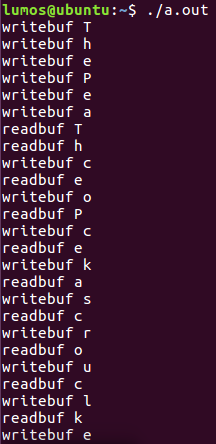 lumos@ubuntu:~$ ./a.out
writebuf T
writebuf h
writebuf e
writebuf P
writebuf e
writebuf a
readbuf T
readbuf h
writebuf c
readbuf e
writebuf o
readbuf P
writebuf c
readbuf e
writebuf k
readbuf a
writebuf s
readbuf c
writebuf r
readbuf o
writebuf u
readbuf c
writebuf l
readbuf k
writebuf e